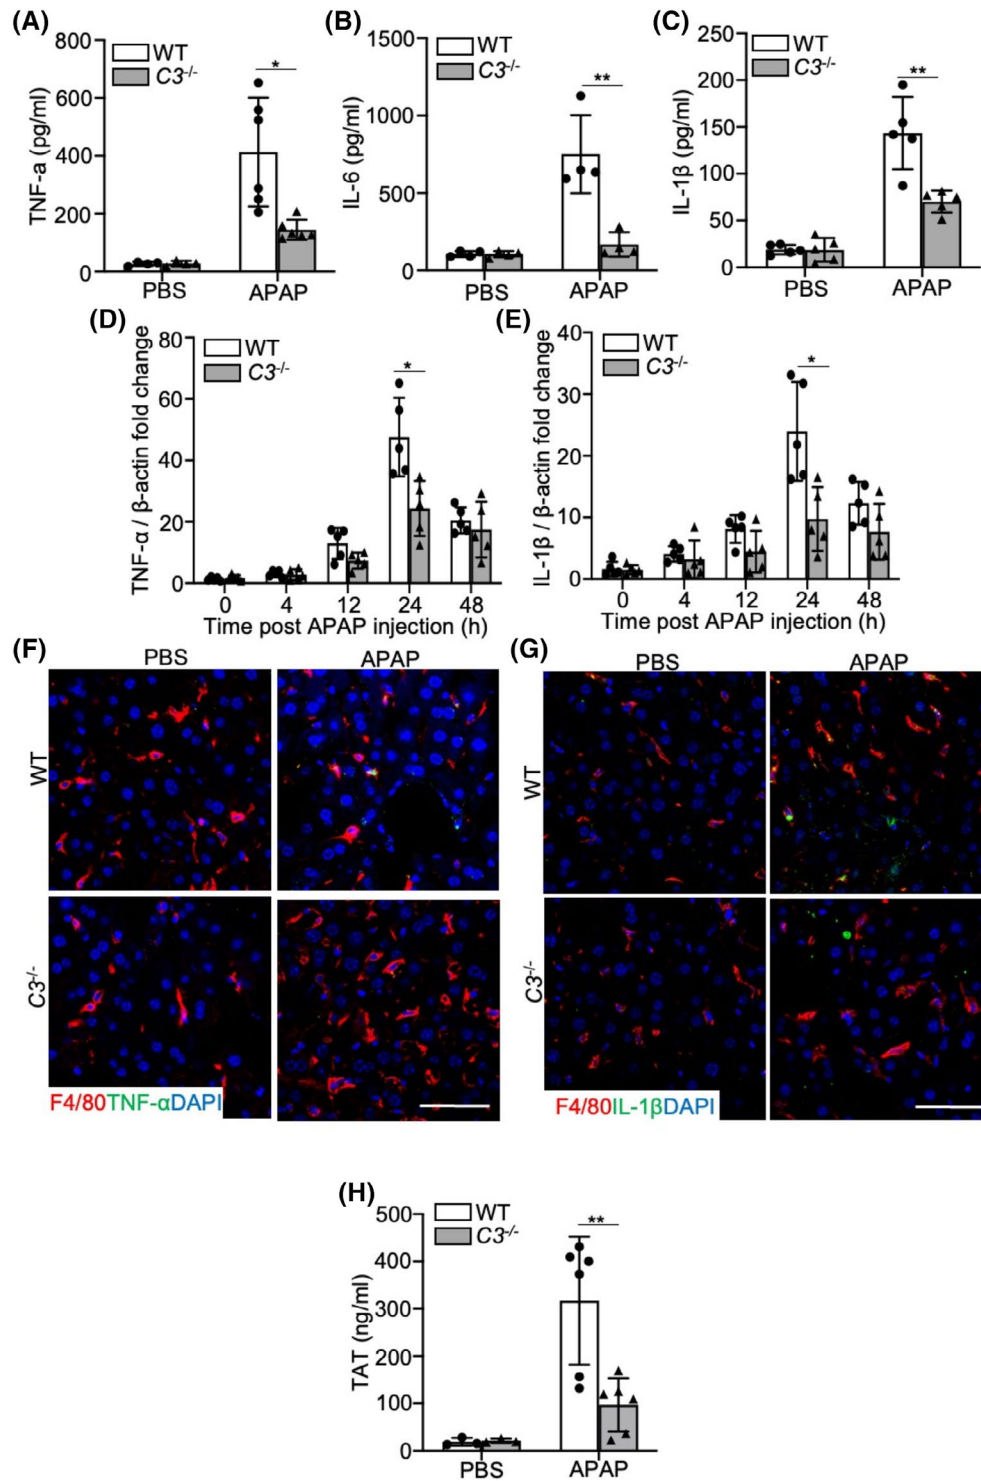 (A)
TNF-a (pg/ml)
800
600
400
200
0
WT
C3-/-
*
PBS
APAP
(B)
IL-6 (pg/ml)
1500
1000
500
0
WT
C3-/-
**
PBS
APAP
(C)
IL-1β (pg/ml)
250
200
150
100
50
0
WT
C3-/-
**
PBS
APAP
(D)
TNF-α / β-actin fold change
80
60
40
20
0
WT
C3-/-
*
0 4 12 24 48
Time post APAP injection (h)
(E)
IL-1β / β-actin fold change
40
30
20
10
0
WT
C3-/-
*
0 4 12 24 48
Time post APAP injection (h)
(F)
PBS
APAP
WT
C3-/-
F4/80TNF-αDAPI
(G)
PBS
APAP
WT
C3-/-
F4/80IL-1βDAPI
(H)
TAT (ng/ml)
500
400
300
200
100
0
WT
C3-/-
**
PBS
APAP